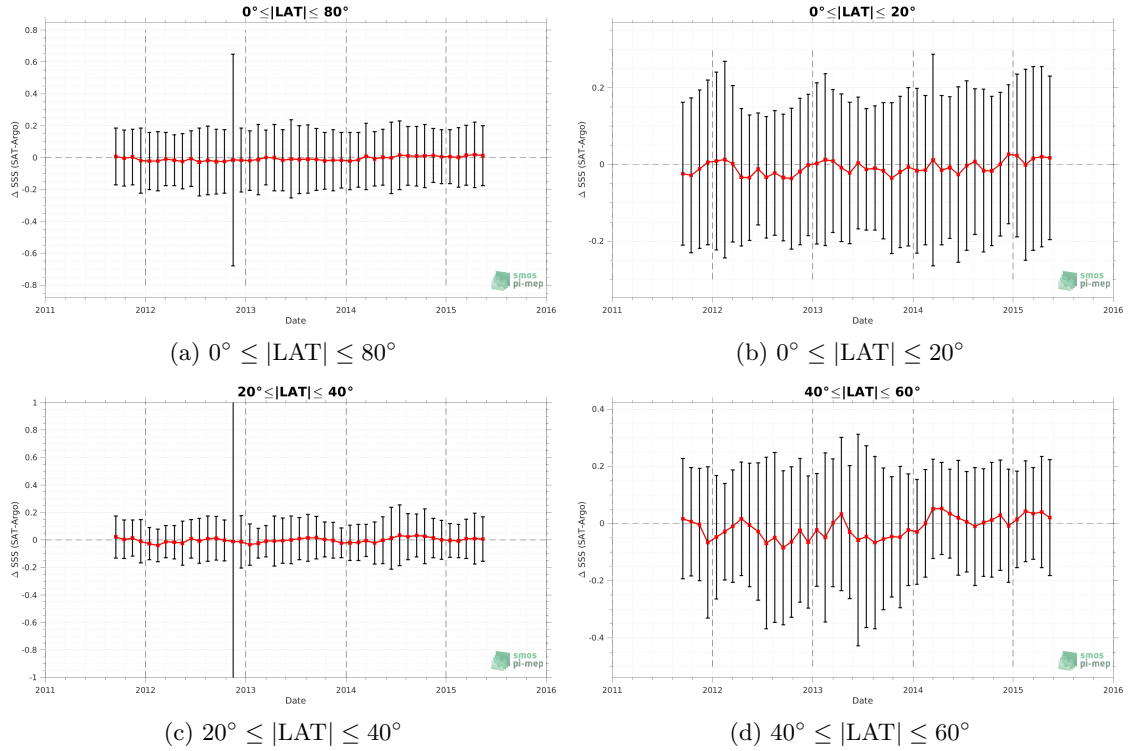 0°≤|LAT|≤ 80°
0.8
0.6
0.4
0.2
0
-0.2
-0.4
-0.6
-0.8
Δ SSS (SAT-Argo)
2011 2012 2013 2014 2015 2016
Date
smos
pi-mep
(a) 0° ≤ |LAT| ≤ 80°
0°≤|LAT|≤ 20°
0.2
0
-0.2
Δ SSS (SAT-Argo)
2011 2012 2013 2014 2015 2016
Date
smos
pi-mep
(b) 0° ≤ |LAT| ≤ 20°
20°≤|LAT|≤ 40°
1
0.8
0.6
0.4
0.2
0
-0.2
-0.4
-0.6
-0.8
-1
Δ SSS (SAT-Argo)
2011 2012 2013 2014 2015 2016
Date
smos
pi-mep
(c) 20° ≤ |LAT| ≤ 40°
40°≤|LAT|≤ 60°
0.4
0.2
0
-0.2
-0.4
Δ SSS (SAT-Argo)
2011 2012 2013 2014 2015 2016
Date
smos
pi-mep
(d) 40° ≤ |LAT| ≤ 60°